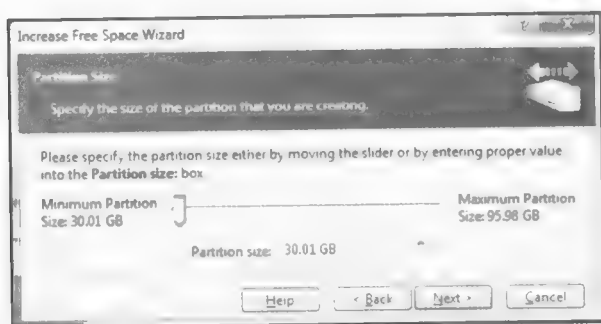 Increase Free Space Wizard
Partition Size
Specify the size of the partition that you are creating.
Please specify, the partition size either by moving the slider or by entering proper value
into the Partition size: box
Minimum Partition
Size: 30.01 GB
Maximum Partition
Size: 95.98 GB
Partition size: 30.01 GB
Help
< Back
Next >
Cancel